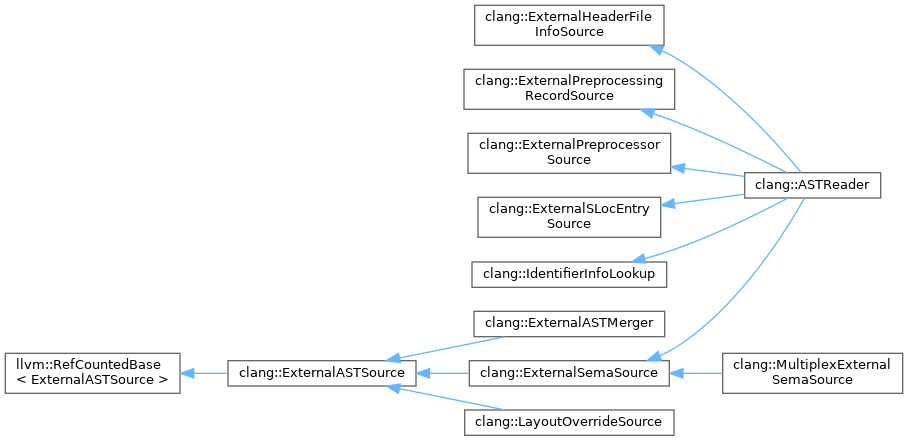 clang::ExternalHeaderFile
InfoSource
clang::ExternalPreprocessing
RecordSource
clang::ExternalPreprocessor
Source
clang::ASTReader
clang::ExternalSLocEntry
Source
clang::IdentifierInfoLookup
clang::ExternalASTMerger
llvm::RefCountedBase
< ExternalASTSource >
clang::ExternalASTSource
clang::ExternalSemaSource
clang::MultiplexExternal
SemaSource
clang::LayoutOverrideSource